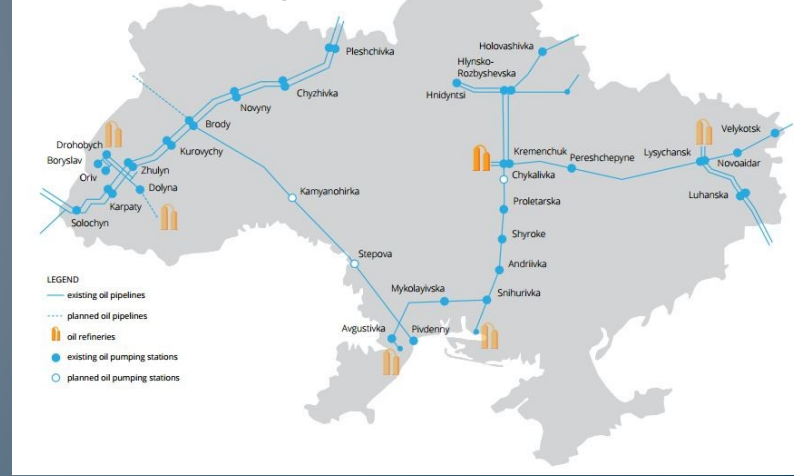 Pleshchivka
Holovashivka
Hlynsko-
Rozbyshevska
Hnidyntsi
Chyzhivka
Novyny
Brody
Kurovychy
Drohobych
Boryslav
Oriv
Zhulyn
Dolyna
Karpaty
Solochyn
Kremenchuk
Chykalivka
Pereshchepyne
Lysychansk
Velykotsk
Novoaidar
Luhanska
Kamyanohirka
Proletarska
Shyroke
Stepova
Andriivka
Mykolayivska
Snihurivka
Avgustivka
Pivdenny
LEGEND
existing oil pipelines
planned oil pipelines
oil refineries
existing oil pumping stations
planned oil pumping stations